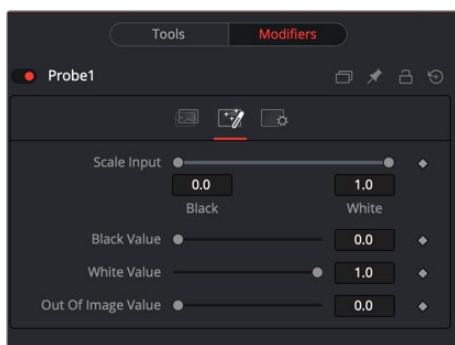 Tools Modifiers
Probe1
Scale Input
0.0 1.0
Black White
Black Value 0.0
White Value 1.0
Out Of Image Value 0.0